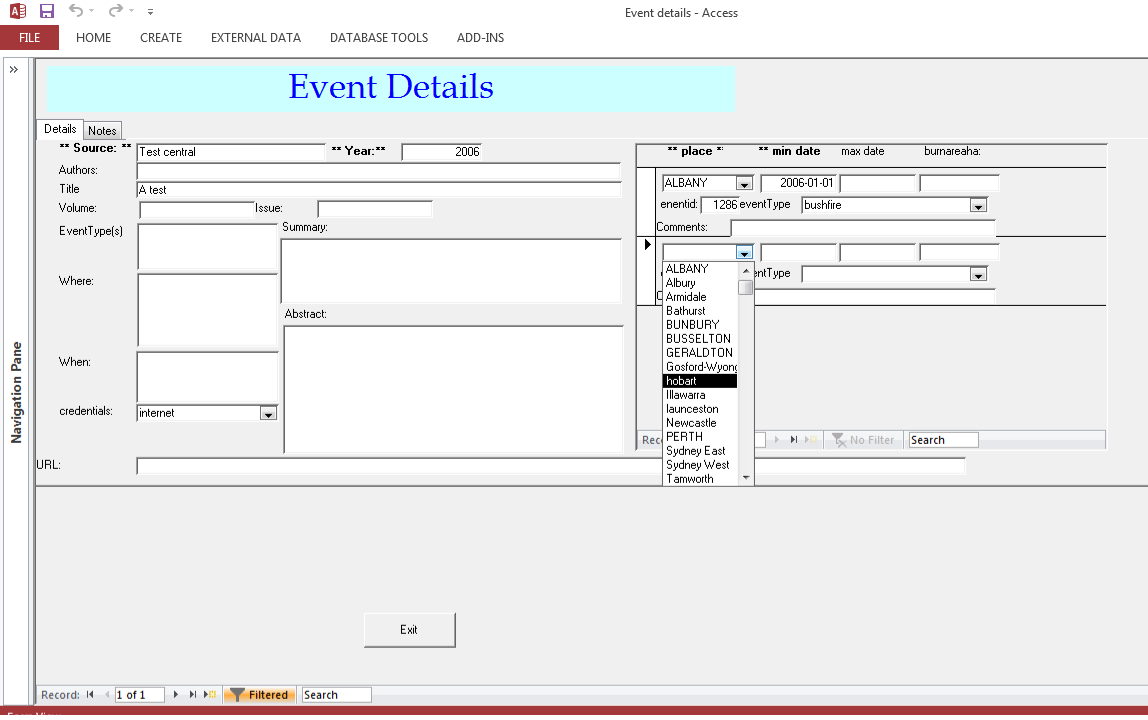 Event details - Access
FILE HOME CREATE EXTERNAL DATA DATABASE TOOLS ADD-INS
»
Navigation Pane
Event Details
Details Notes
** Source: ** Test central ** Year:** 2006
Authors:
Title A test
Volume: Issue:
EventType(s) Summary:
Where:
Abstract:
When:
credentials: internet
URL:
** place ** min date max date burnareaha:
ALBANY 2006-01-01
enentid: 1286 eventType bushfire
Comments:
entType
ALBANY
Albury
Armidale
Bathurst
BUNBURY
BUSSELTON
GERALDTON
Gosford-Wyong
hobart
Illawarra
launceston
Newcastle
PERTH
Sydney East
Sydney West
Tamworth
Rec No Filter Search
Exit
Record: 1 of 1 Filtered Search